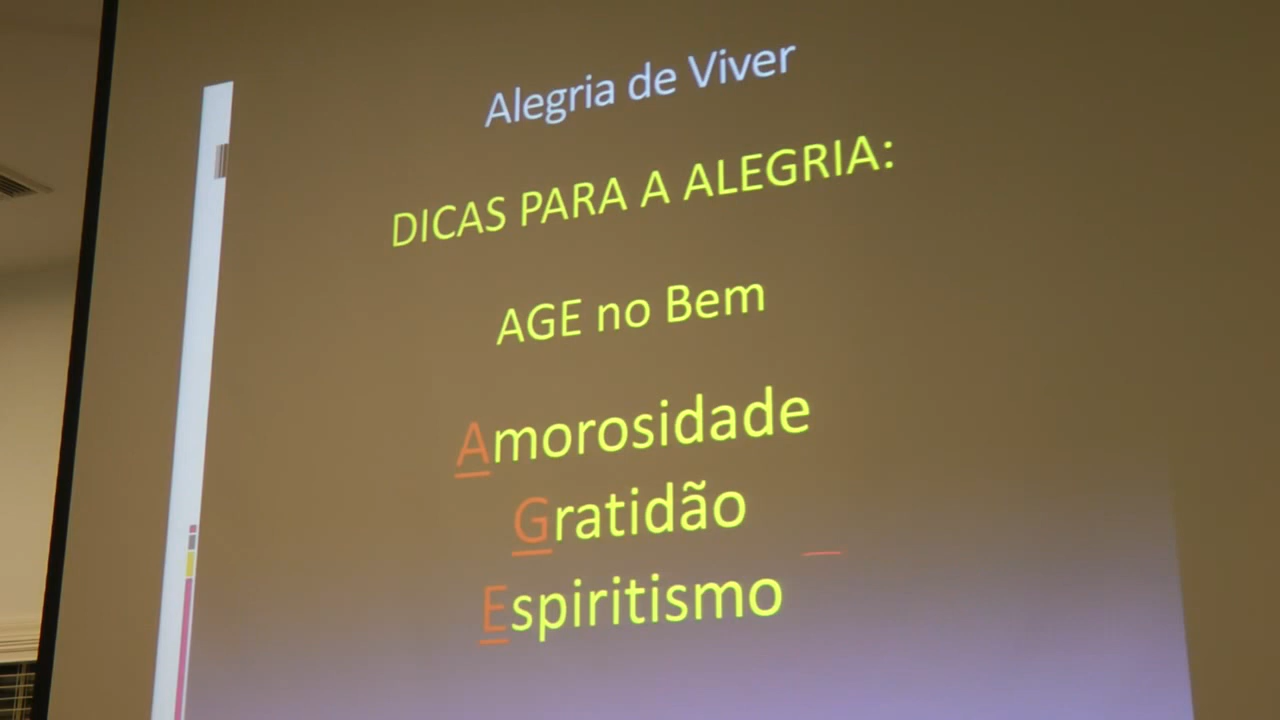 Alegria de Viver
DICAS PARA A ALEGRIA:
AGE no Bem
Amorosidade
Gratidão
Espiritismo